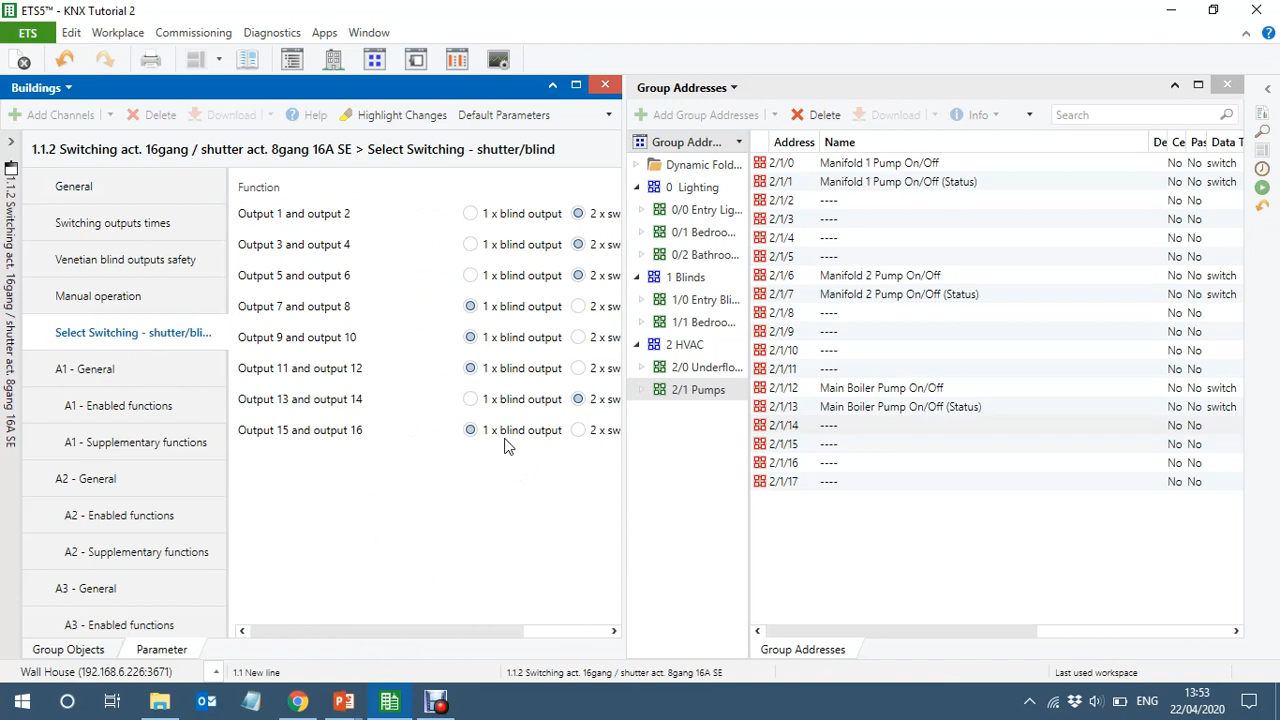 ETS5™ - KNX Tutorial 2
ETS Edit Workplace Commissioning Diagnostics Apps Window
Buildings
Add Channels Delete Download Help Highlight Changes Default Parameters
1.1.2 Switching act. 16gang / shutter act. 8gang 16A SE > Select Switching - shutter/blind
1.1.2 Switching act. 16gang / shutter act. 8gang 16A SE
General
Switching outputs times
Venetian blind outputs safety
Manual operation
Select Switching - shutter/bli...
A1 - General
A1 - Enabled functions
A1 - Supplementary functions
A2 - General
A2 - Enabled functions
A2 - Supplementary functions
A3 - General
A3 - Enabled functions
Function
Output 1 and output 2 1 x blind output 2 x sw
Output 3 and output 4 1 x blind output 2 x sw
Output 5 and output 6 1 x blind output 2 x sw
Output 7 and output 8 1 x blind output 2 x sw
Output 9 and output 10 1 x blind output 2 x sw
Output 11 and output 12 1 x blind output 2 x sw
Output 13 and output 14 1 x blind output 2 x sw
Output 15 and output 16 1 x blind output 2 x sw
Group Objects Parameter
Group Addresses
Add Group Addresses Delete Download Info Search
Group Addr...
Dynamic Fold...
0 Lighting
0/0 Entry Lig...
0/1 Bedroo...
0/2 Bathroo...
1 Blinds
1/0 Entry Bli...
1/1 Bedroo...
2 HVAC
2/0 Underflo...
2/1 Pumps
Address Name De Ce Pas Data T
2/1/0 Manifold 1 Pump On/Off No No switch
2/1/1 Manifold 1 Pump On/Off (Status) No No switch
2/1/2 ---- No No
2/1/3 ---- No No
2/1/4 ---- No No
2/1/5 ---- No No
2/1/6 Manifold 2 Pump On/Off No No switch
2/1/7 Manifold 2 Pump On/Off (Status) No No switch
2/1/8 ---- No No
2/1/9 ---- No No
2/1/10 ---- No No
2/1/11 ---- No No
2/1/12 Main Boiler Pump On/Off No No switch
2/1/13 Main Boiler Pump On/Off (Status) No No switch
2/1/14 ---- No No
2/1/15 ---- No No
2/1/16 ---- No No
2/1/17 ---- No No
Group Addresses
Wall House (192.168.6.226:3671) 1.1 New line 1.1.2 Switching act. 16gang / shutter act. 8gang 16A SE Last used workspace
ENG
13:53
22/04/2020